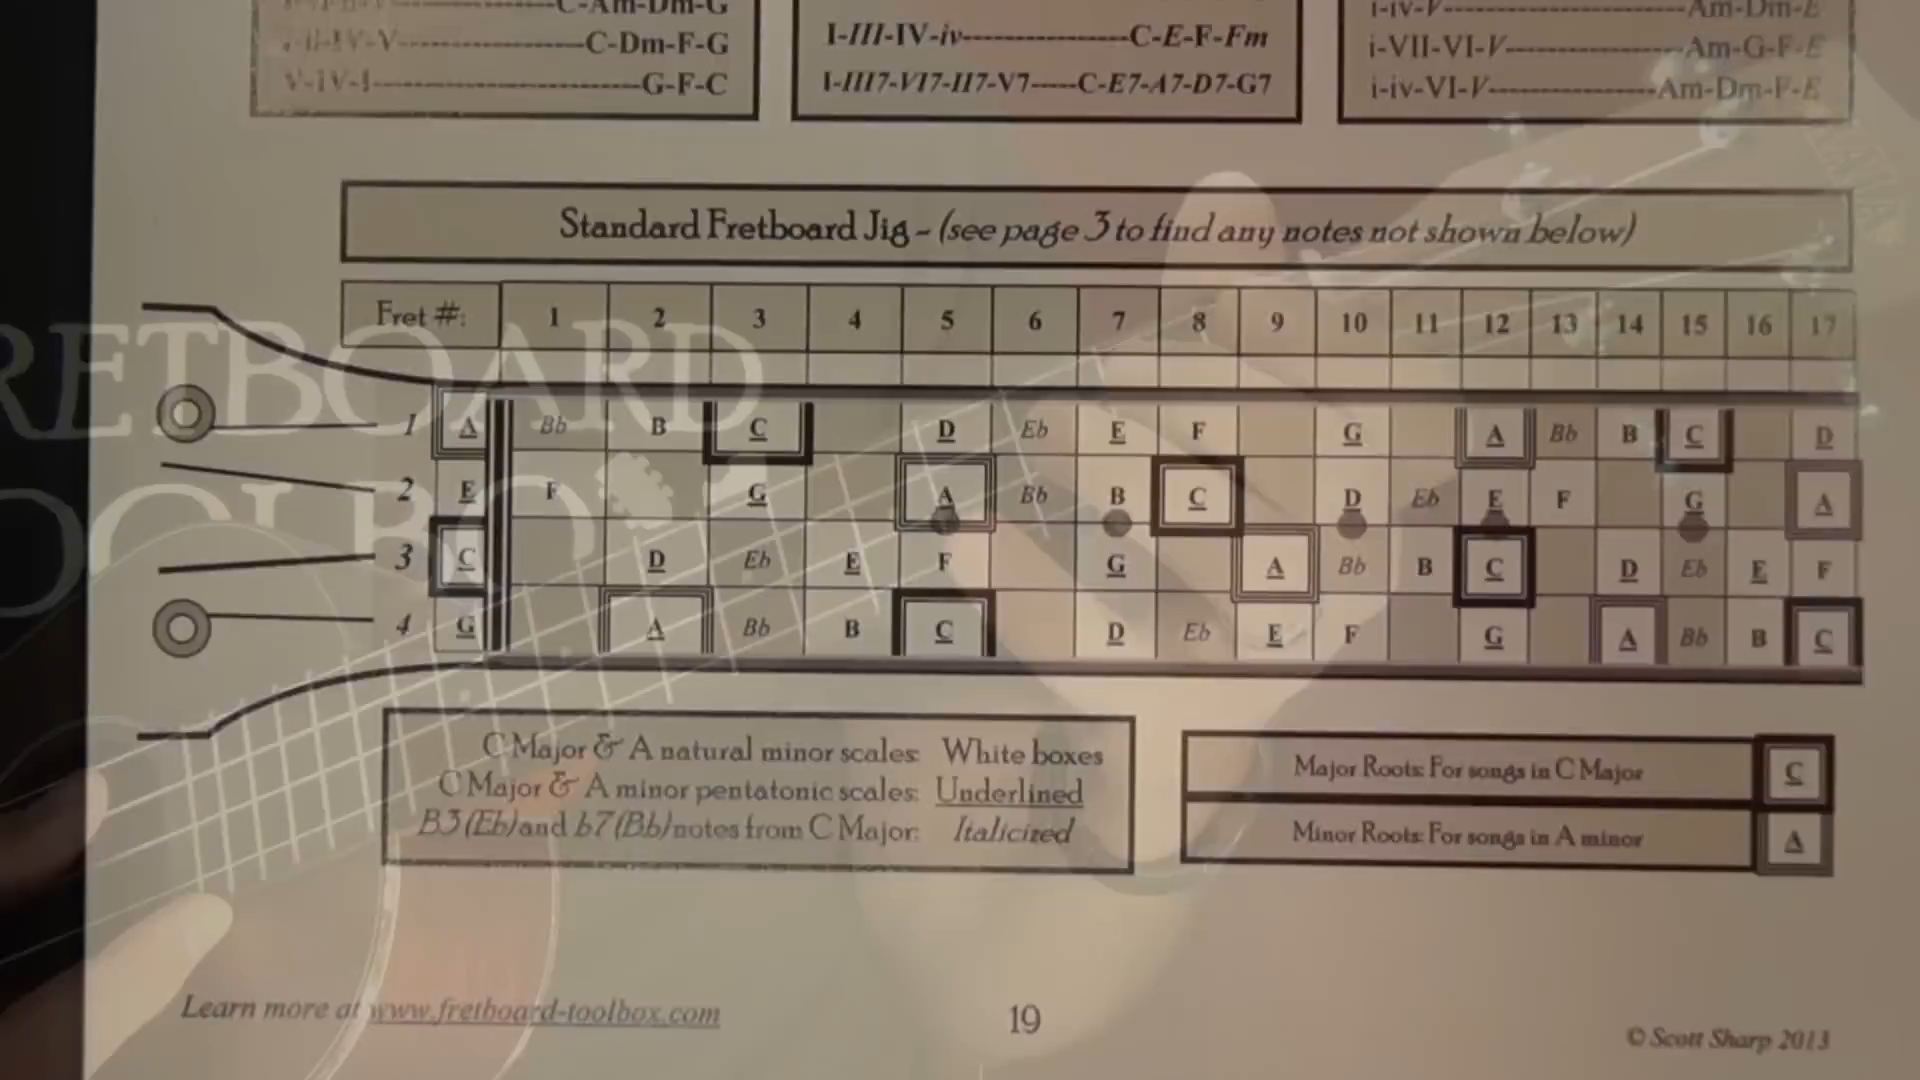 C-Am-Dm-G
I-II-IV-V-----------C-Dm-F-G
V-IV-I-----------G-F-C
I-III-IV-iv-----------C-E-F-Fm
I-III7-VI7-II7-V7-----C-E7-A7-D7-G7
i-iv-V-----------Am-Dm-E
i-VII-VI-V-----------Am-G-F-E
i-iv-VI-V-----------Am-Dm-F-E
Standard Fretboard Jig - (see page 3 to find any notes not shown below)
Fret #: 1 2 3 4 5 6 7 8 9 10 11 12 13 14 15 16 17
1 A Bb B C D Eb E F G A Bb B C D
2 E F G A Bb B C D Eb E F G A
3 C D Eb E F G A Bb B C D Eb E F
4 G A Bb B C D Eb E F G A Bb B C
RETBOARD
C Major & A natural minor scales: White boxes
C Major & A minor pentatonic scales: Underlined
B3 (Eb) and b7 (Bb) notes from C Major: Italicized
Major Roots: For songs in C Major C
Minor Roots: For songs in A minor A
Learn more at www.fretboard-toolbox.com
19
© Scott Sharp 2013